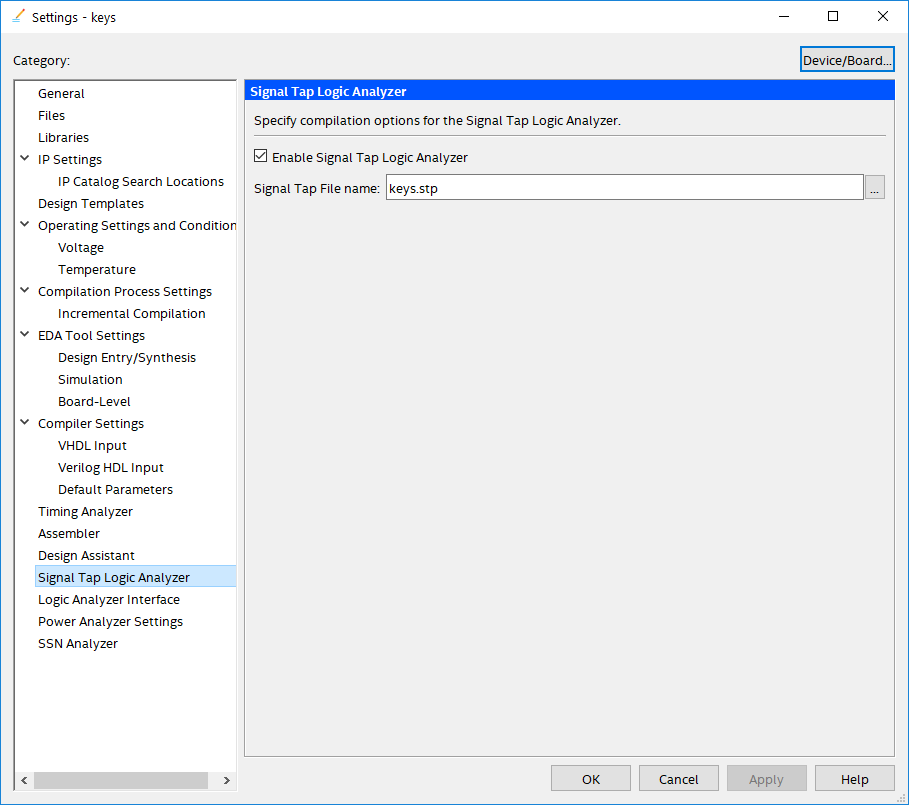 Settings - keys
Category:
Device/Board...
General
Files
Libraries
IP Settings
IP Catalog Search Locations
Design Templates
Operating Settings and Condition
Voltage
Temperature
Compilation Process Settings
Incremental Compilation
EDA Tool Settings
Design Entry/Synthesis
Simulation
Board-Level
Compiler Settings
VHDL Input
Verilog HDL Input
Default Parameters
Timing Analyzer
Assembler
Design Assistant
Signal Tap Logic Analyzer
Logic Analyzer Interface
Power Analyzer Settings
SSN Analyzer
Signal Tap Logic Analyzer
Specify compilation options for the Signal Tap Logic Analyzer.
Enable Signal Tap Logic Analyzer
Signal Tap File name: keys.stp ...
OK Cancel Apply Help